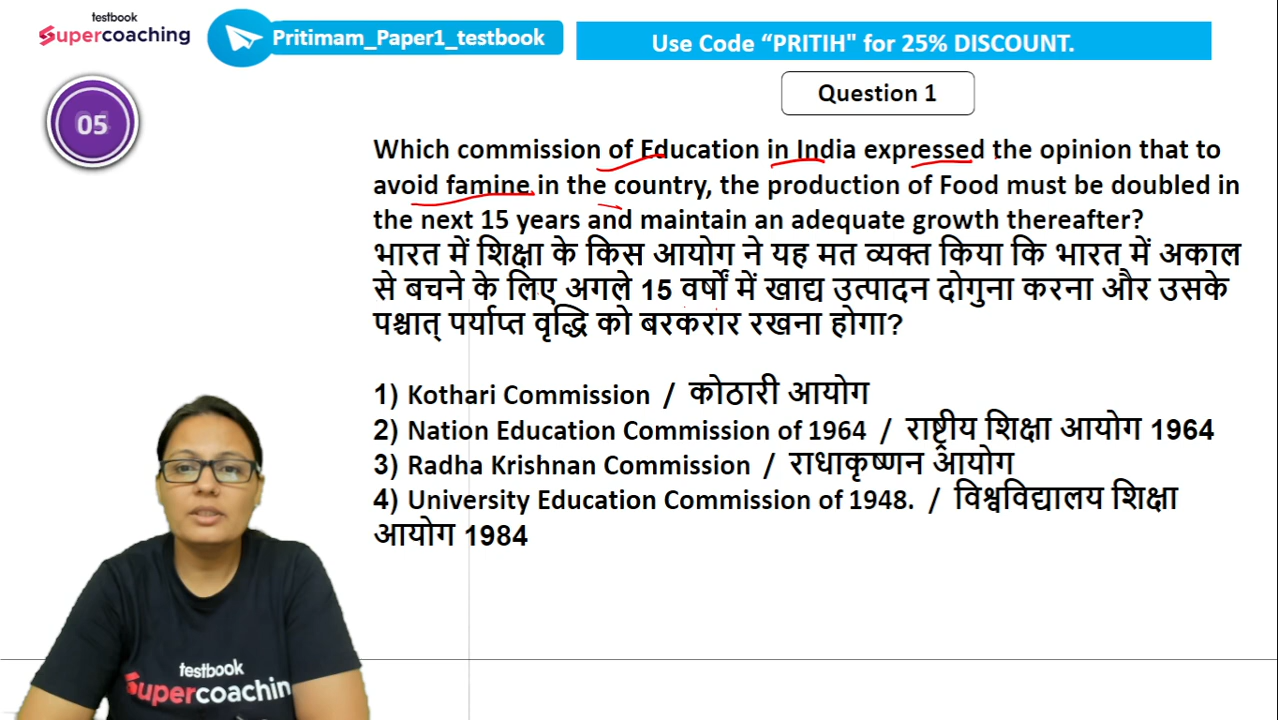 testbook
Supercoaching
Pritimam_Paper1_testbook
Use Code “PRITIH" for 25% DISCOUNT.
Question 1
05
Which commission of Education in India expressed the opinion that to
avoid famine in the country, the production of Food must be doubled in
the next 15 years and maintain an adequate growth thereafter?
भारत में शिक्षा के किस आयोग ने यह मत व्यक्त किया कि भारत में अकाल
से बचने के लिए अगले 15 वर्षों में खाद्य उत्पादन दोगुना करना और उसके
पश्चात् पर्याप्त वृद्धि को बरकरार रखना होगा?
1) Kothari Commission / कोठारी आयोग
2) Nation Education Commission of 1964 / राष्ट्रीय शिक्षा आयोग 1964
3) Radha Krishnan Commission / राधाकृष्णन आयोग
4) University Education Commission of 1948. / विश्वविद्यालय शिक्षा
आयोग 1984
testbook
Supercoaching